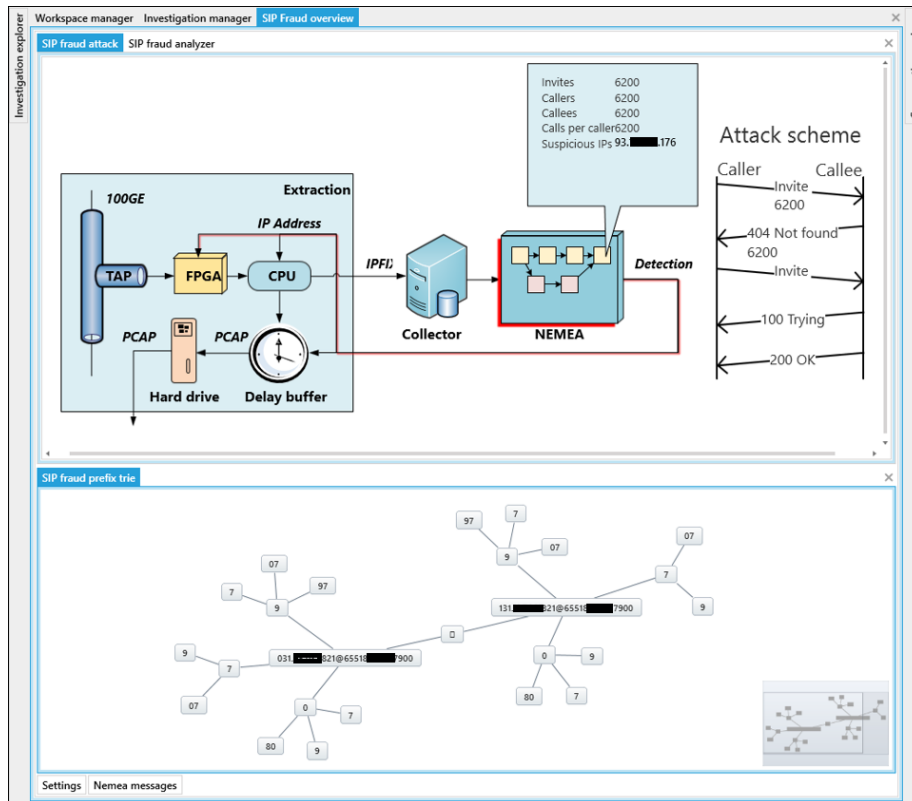 Investigation explorer
Workspace manager Investigation manager SIP Fraud overview
SIP fraud attack SIP fraud analyzer
Invites 6200
Callers 6200
Callees 6200
Calls per caller6200
Suspicious IPs 93. .176
Attack scheme
Caller Callee
Invite
6200
404 Not found
6200
Invite
100 Trying
200 OK
Extraction
100GE
IP Address
TAP
FPGA
CPU
IPFI
Collector
NEMEA
Detection
PCAP
PCAP
Hard drive
Delay buffer
SIP fraud prefix trie
97
7
9
07
07
7
9
131. 821@65518 7900
07
7
97
9
9
7
07
031. 821@65518 7900
0
9
80
7
0
7
80
9
Settings Nemea messages